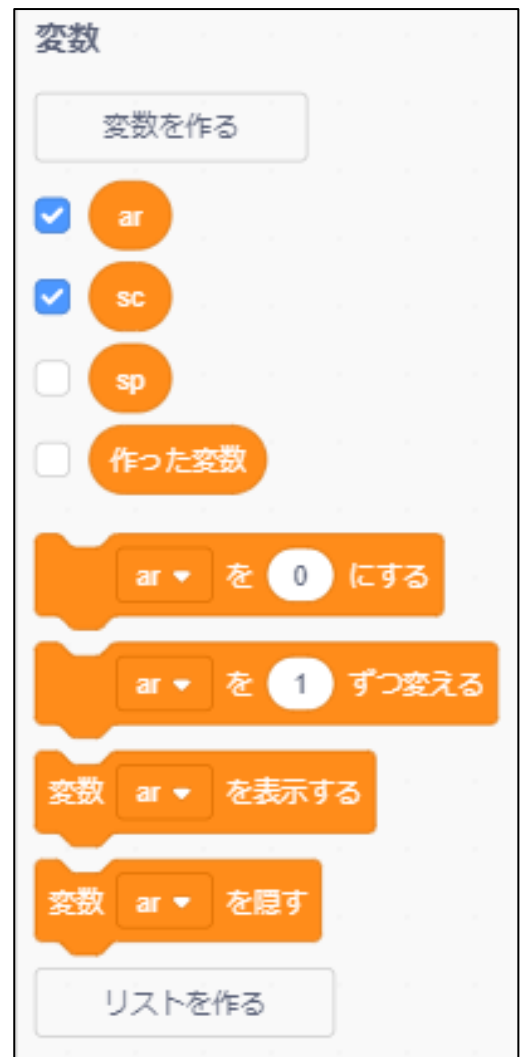 変数
変数を作る
ar
sc
sp
作った変数
ar を 0 にする
ar を 1 ずつ変える
変数 ar を表示する
変数 ar を隠す
リストを作る